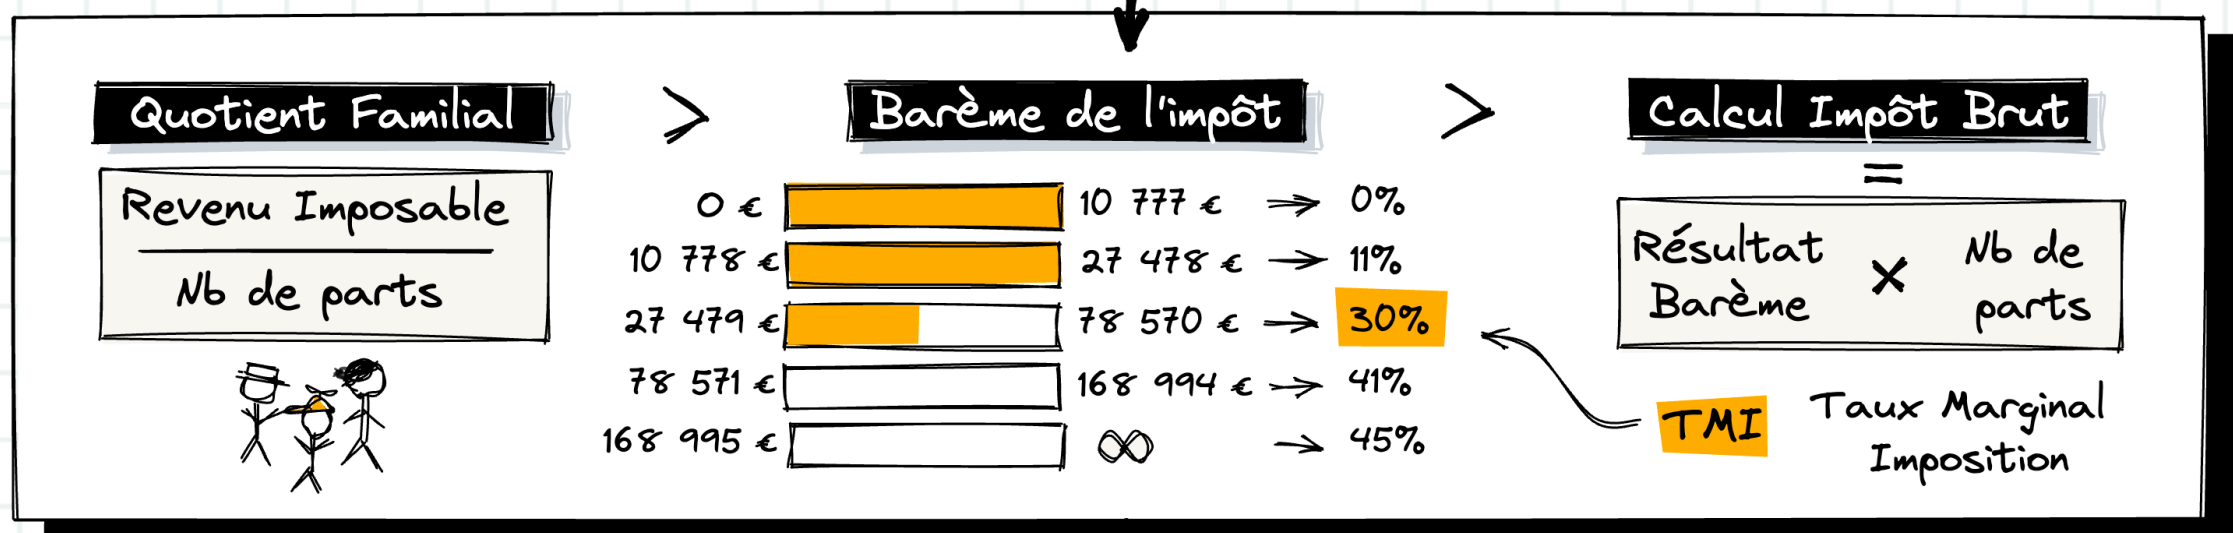 Quotient Familial > Barème de l'impôt > Calcul Impôt Brut
Revenu Imposable
Nb de parts
0 € 10 777 € → 0%
10 778 € 27 478 € → 11%
27 479 € 78 570 € → 30%
78 571 € 168 994 € → 41%
168 995 € ∞ → 45%
=
Résultat Barème × Nb de parts
TMI Taux Marginal
Imposition